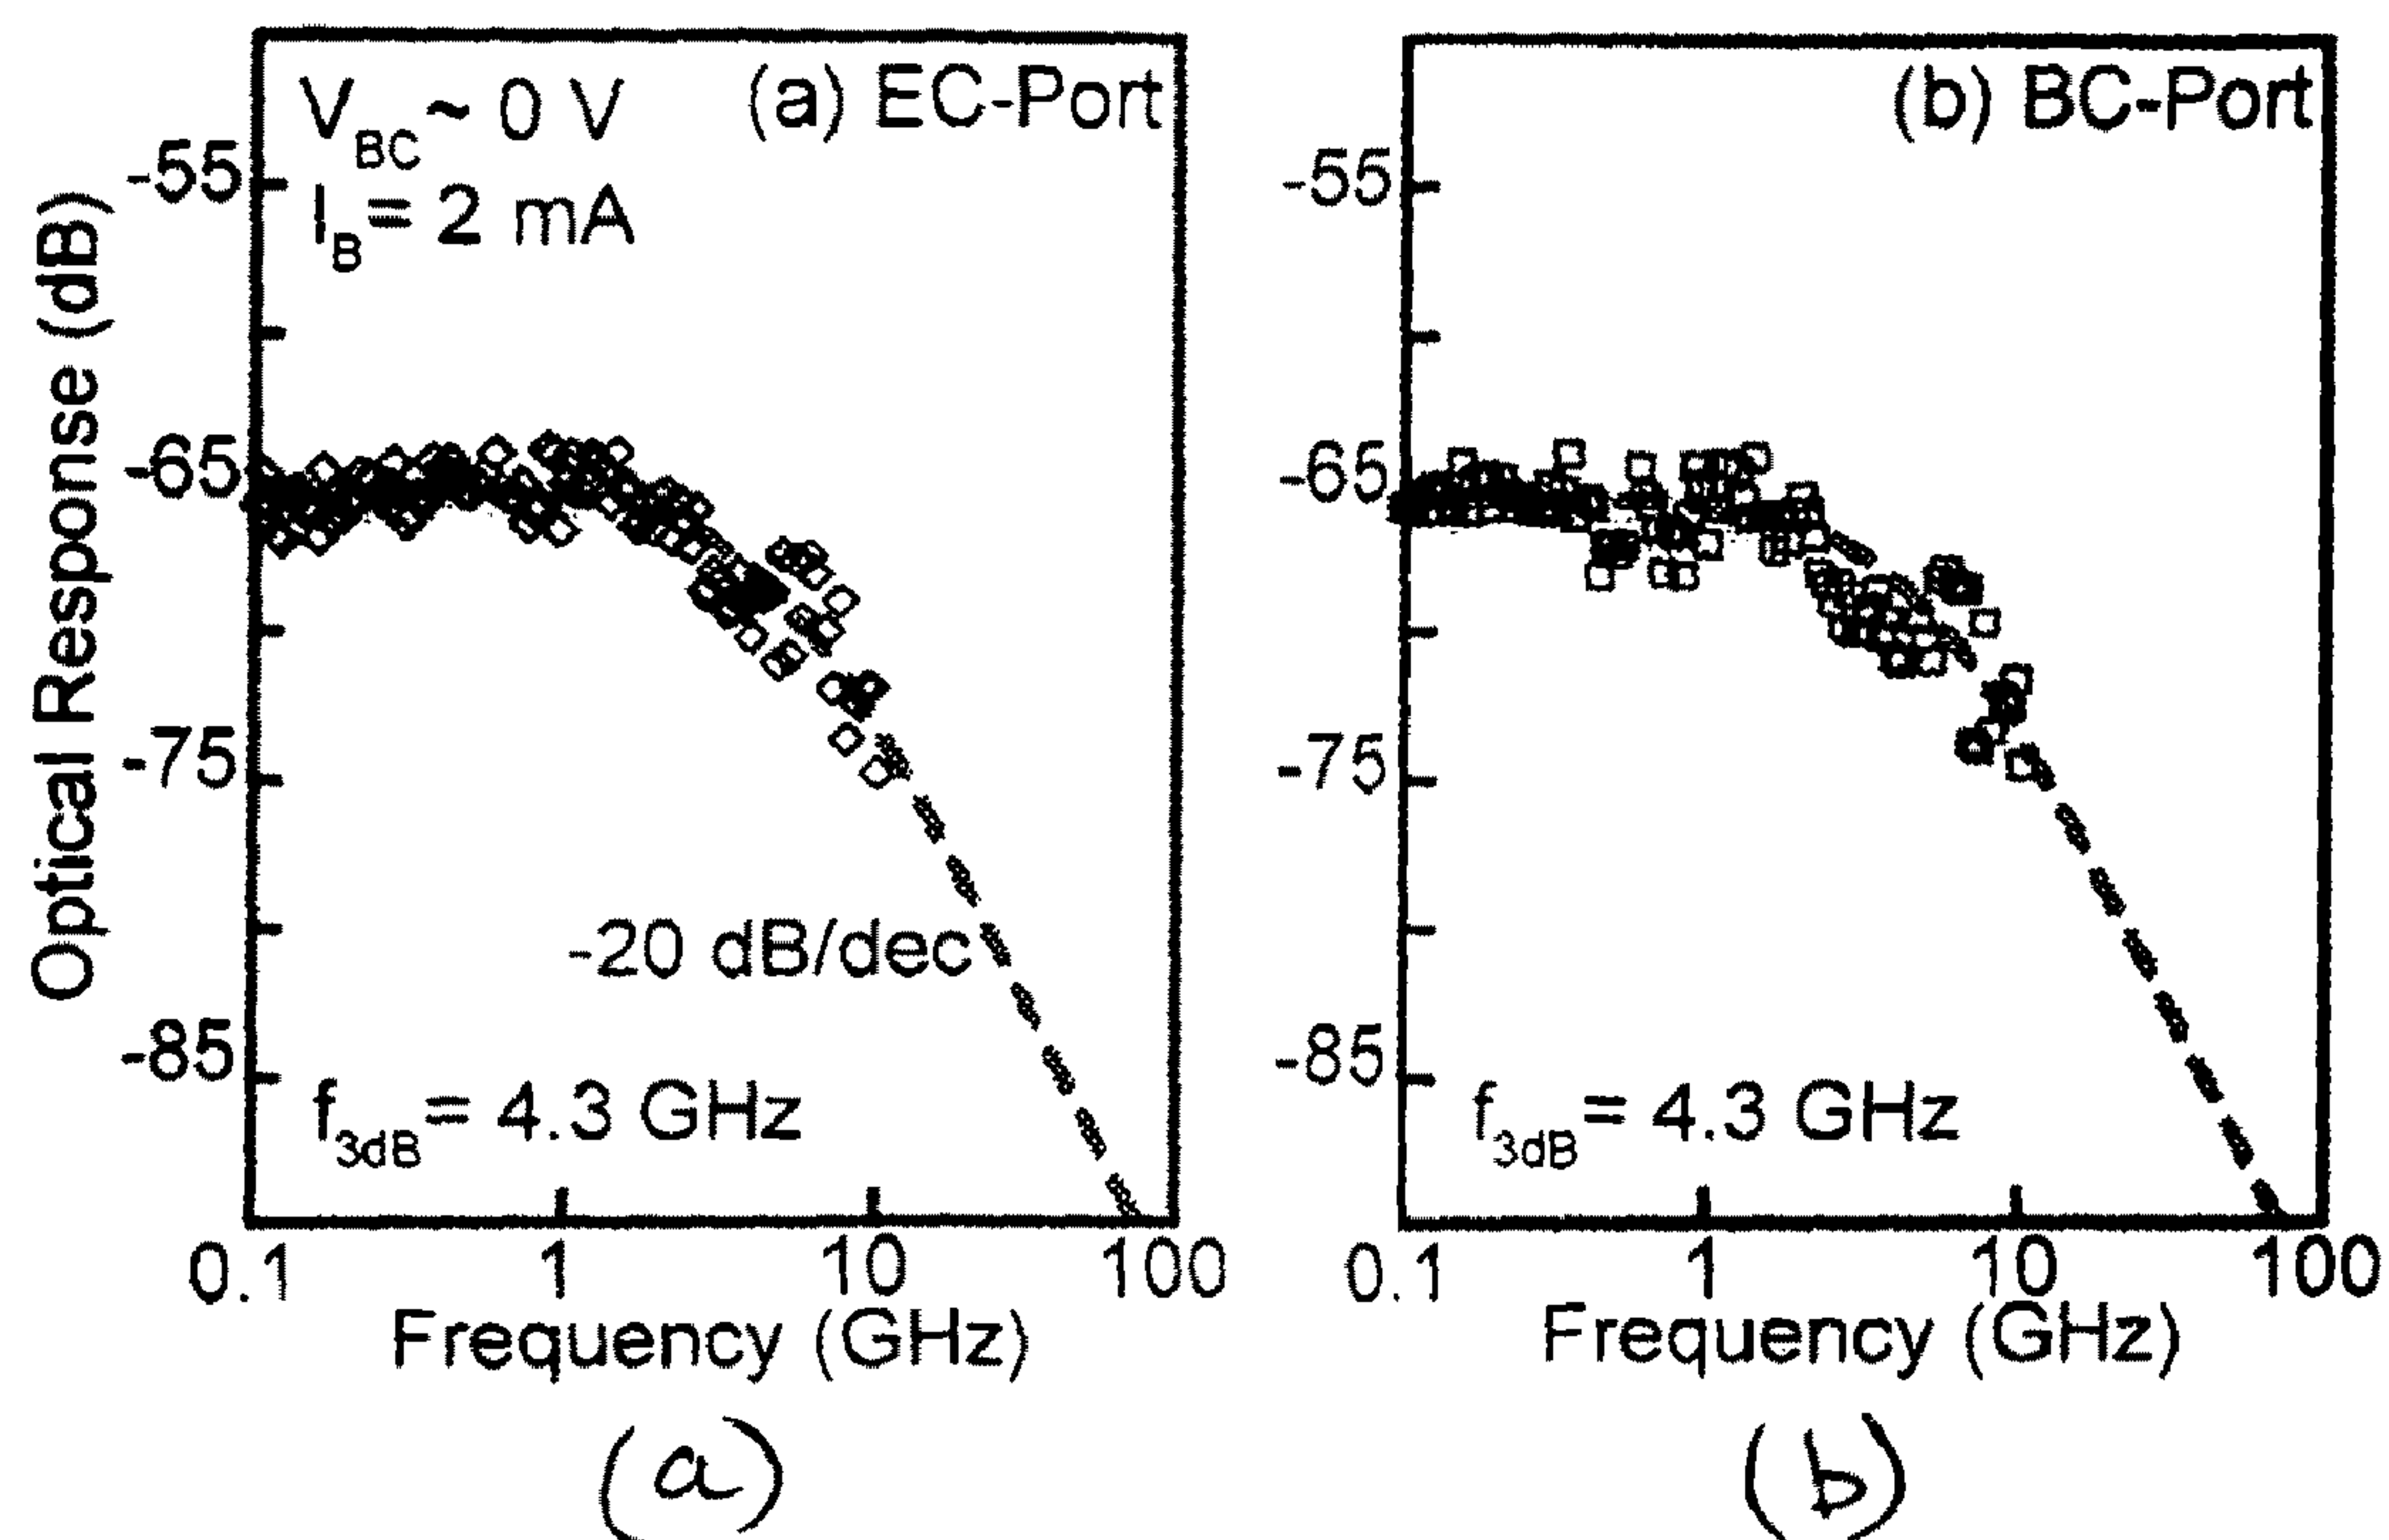 (a) EC-Port
V_BC ~ 0 V
I_B = 2 mA
Optical Response (dB)
-55
-65
-75
-85
-20 dB/dec
f_3dB = 4.3 GHz
0.1 1 10 100
Frequency (GHz)
(a)
(b) BC-Port
-55
-65
-75
-85
f_3dB = 4.3 GHz
0.1 1 10 100
Frequency (GHz)
(b)